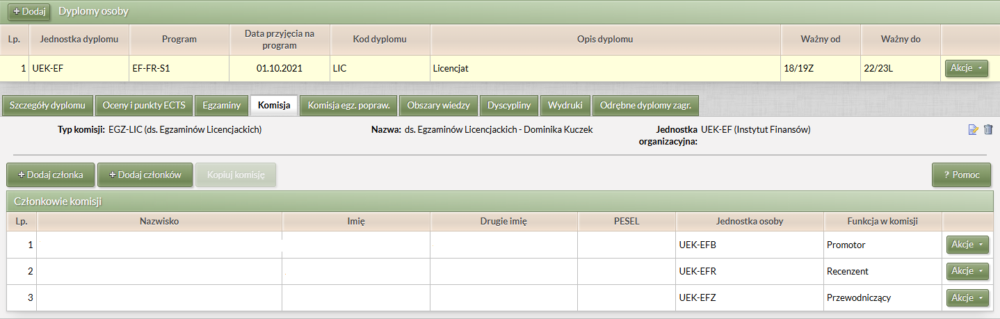 + Dodaj Dyplomy osoby
Lp. Jednostka dyplomu Program Data przyjęcia na program Kod dyplomu Opis dyplomu Ważny od Ważny do
1 UEK-EF EF-FR-S1 01.10.2021 LIC Licencjat 18/19Z 22/23L Akcje
Szczegóły dyplomu Oceny i punkty ECTS Egzaminy Komisja Komisja egz. popraw. Obszary wiedzy Dyscypliny Wydruki Odrębne dyplomy zagr.
Typ komisji: EGZ-LIC (ds. Egzaminów Licencjackich) Nazwa: ds. Egzaminów Licencjackich - Dominika Kuczek Jednostka organizacyjna: UEK-EF (Instytut Finansów)
+ Dodaj członka + Dodaj członków Kopiuj komisję ? Pomoc
Członkowie komisji
Lp. Nazwisko Imię Drugie imię PESEL Jednostka osoby Funkcja w komisji
1 UEK-EFB Promotor Akcje
2 UEK-EFR Recenzent Akcje
3 UEK-EFZ Przewodniczący Akcje